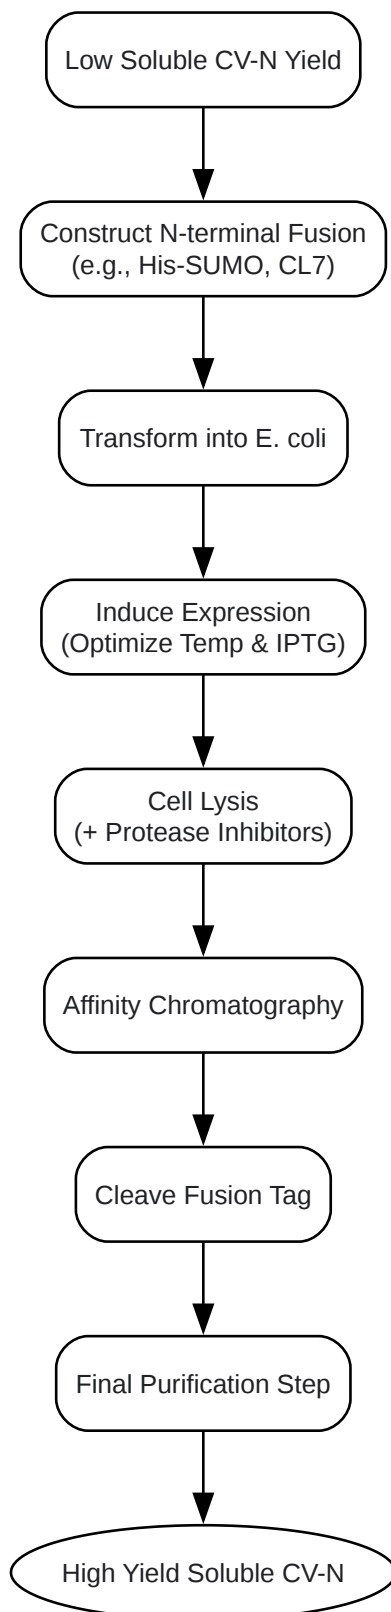 Low Soluble CV-N Yield
Construct N-terminal Fusion
(e.g., His-SUMO, CL7)
Transform into E. coli
Induce Expression
(Optimize Temp & IPTG)
Cell Lysis
(+ Protease Inhibitors)
Affinity Chromatography
Cleave Fusion Tag
Final Purification Step
High Yield Soluble CV-N